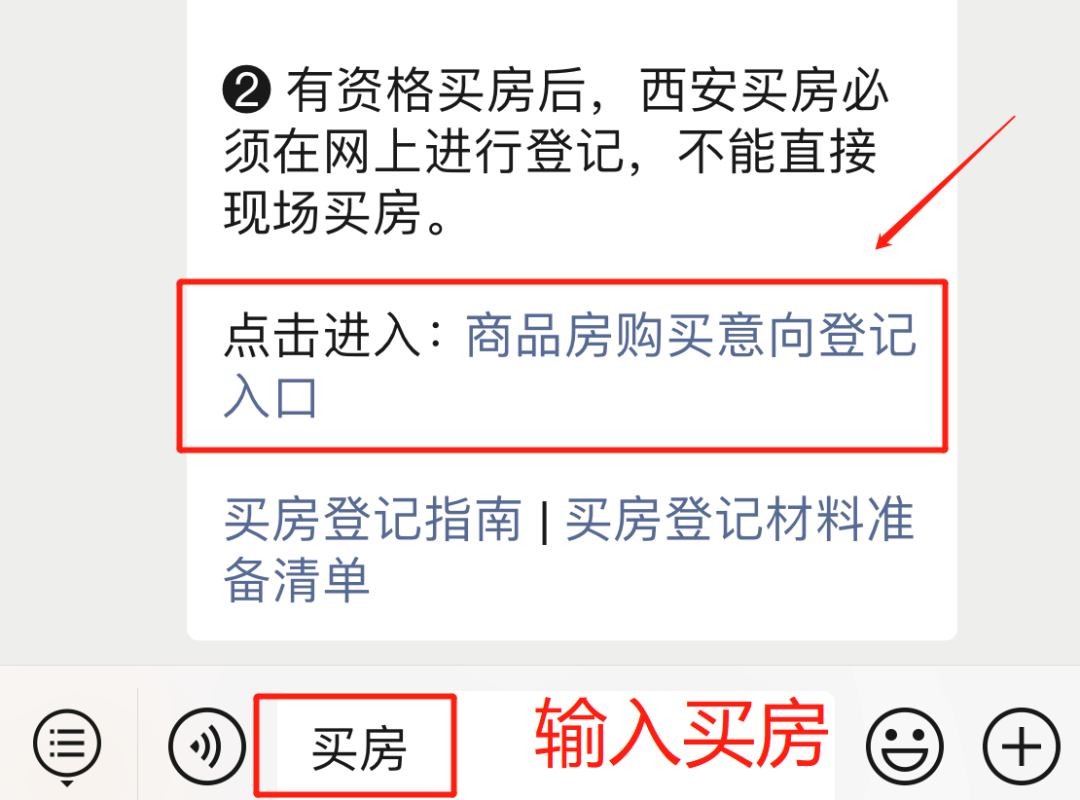 ❷ 有资格买房后，西安买房必
须在网上进行登记，不能直接
现场买房。
点击进入：商品房购买意向登记
入口
买房登记指南 | 买房登记材料准
备清单
买房
输入买房